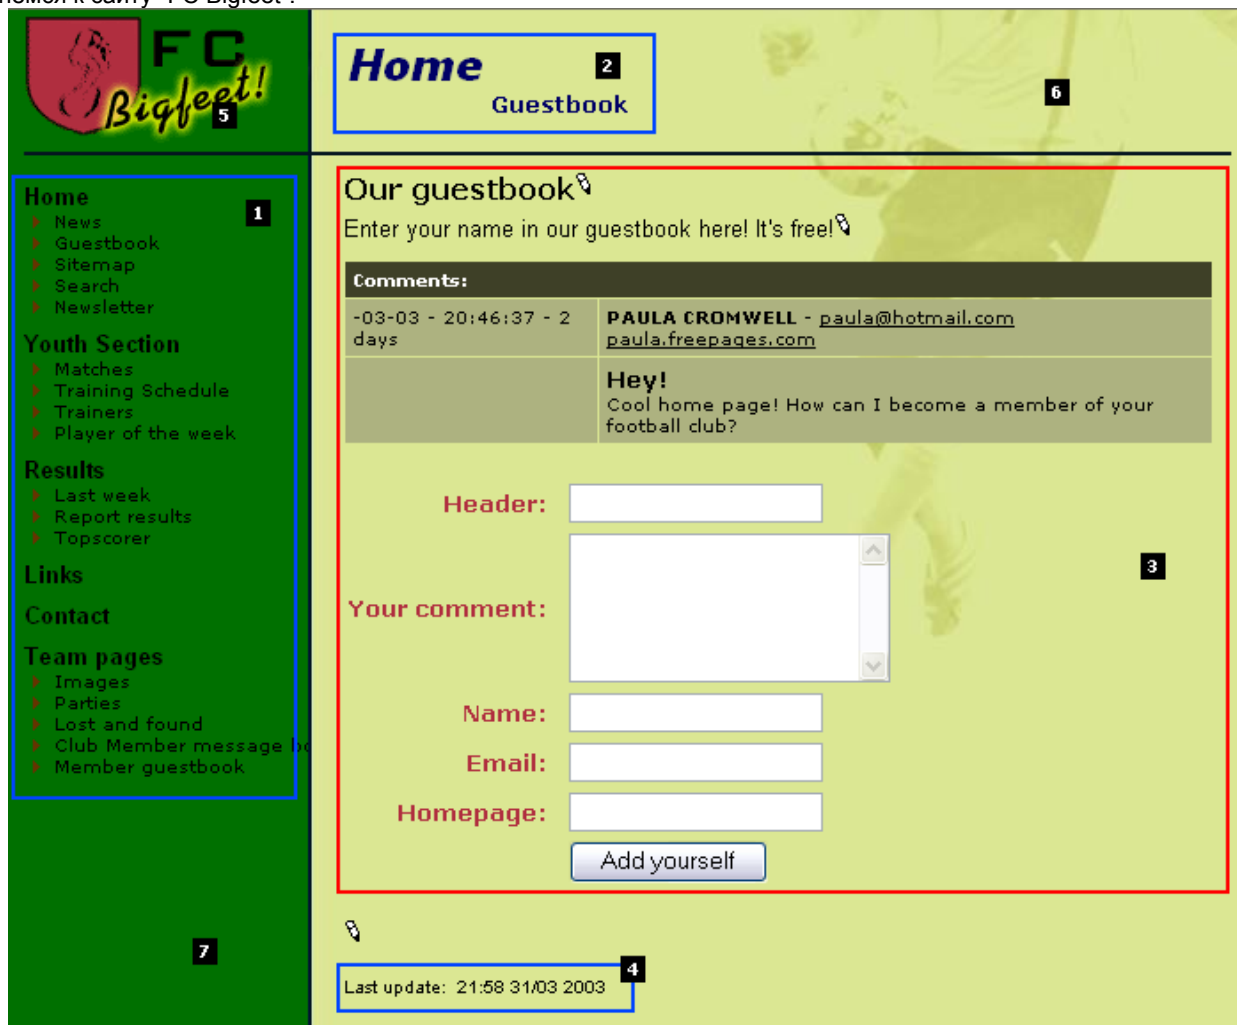 к сайту "FC Bigfeet".
FC
Bigfeet!
5
Home
2
Guestbook
6
1
Home
News
Guestbook
Sitemap
Search
Newsletter
Youth Section
Matches
Training Schedule
Trainers
Player of the week
Results
Last week
Report results
Topscorer
Links
Contact
Team pages
Images
Parties
Lost and found
Club Member message bo
Member guestbook
7
Our guestbook
Enter your name in our guestbook here! It's free!
Comments:
-03-03 - 20:46:37 - 2
days
PAULA CROMWELL - paula@hotmail.com
paula.freepages.com
Hey!
Cool home page! How can I become a member of your
football club?
Header:
3
Your comment:
Name:
Email:
Homepage:
Add yourself
4
Last update: 21:58 31/03 2003